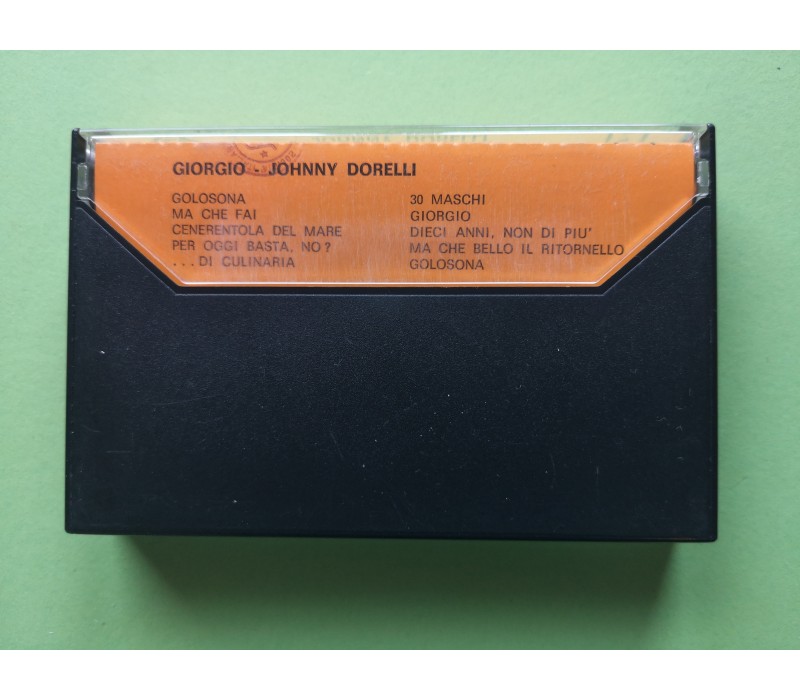 GIORGIO - JOHNNY DORELLI
GOLOSONA
MA CHE FAI
CENERENTOLA DEL MARE
PER OGGI BASTA, NO?
...DI CULINARIA
30 MASCHI
GIORGIO
DIECI ANNI, NON DI PIU'
MA CHE BELLO IL RITORNELLO
GOLOSONA